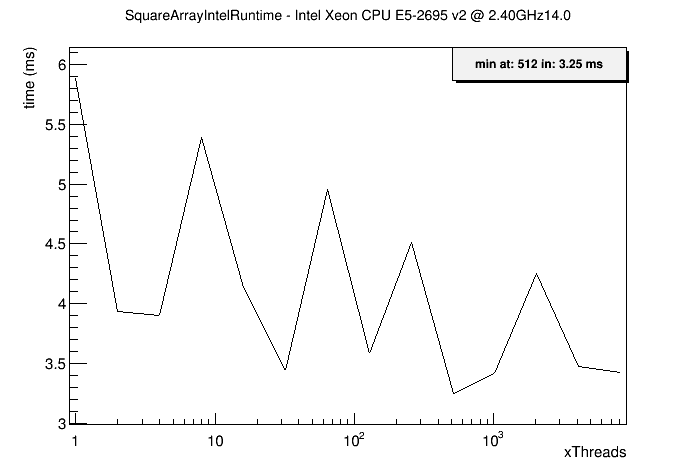 SquareArrayIntelRuntime - Intel Xeon CPU E5-2695 v2 @ 2.40GHz14.0
time (ms)
min at: 512 in: 3.25 ms
6
5.5
5
4.5
4
3.5
3
1 10 10² 10³
xThreads